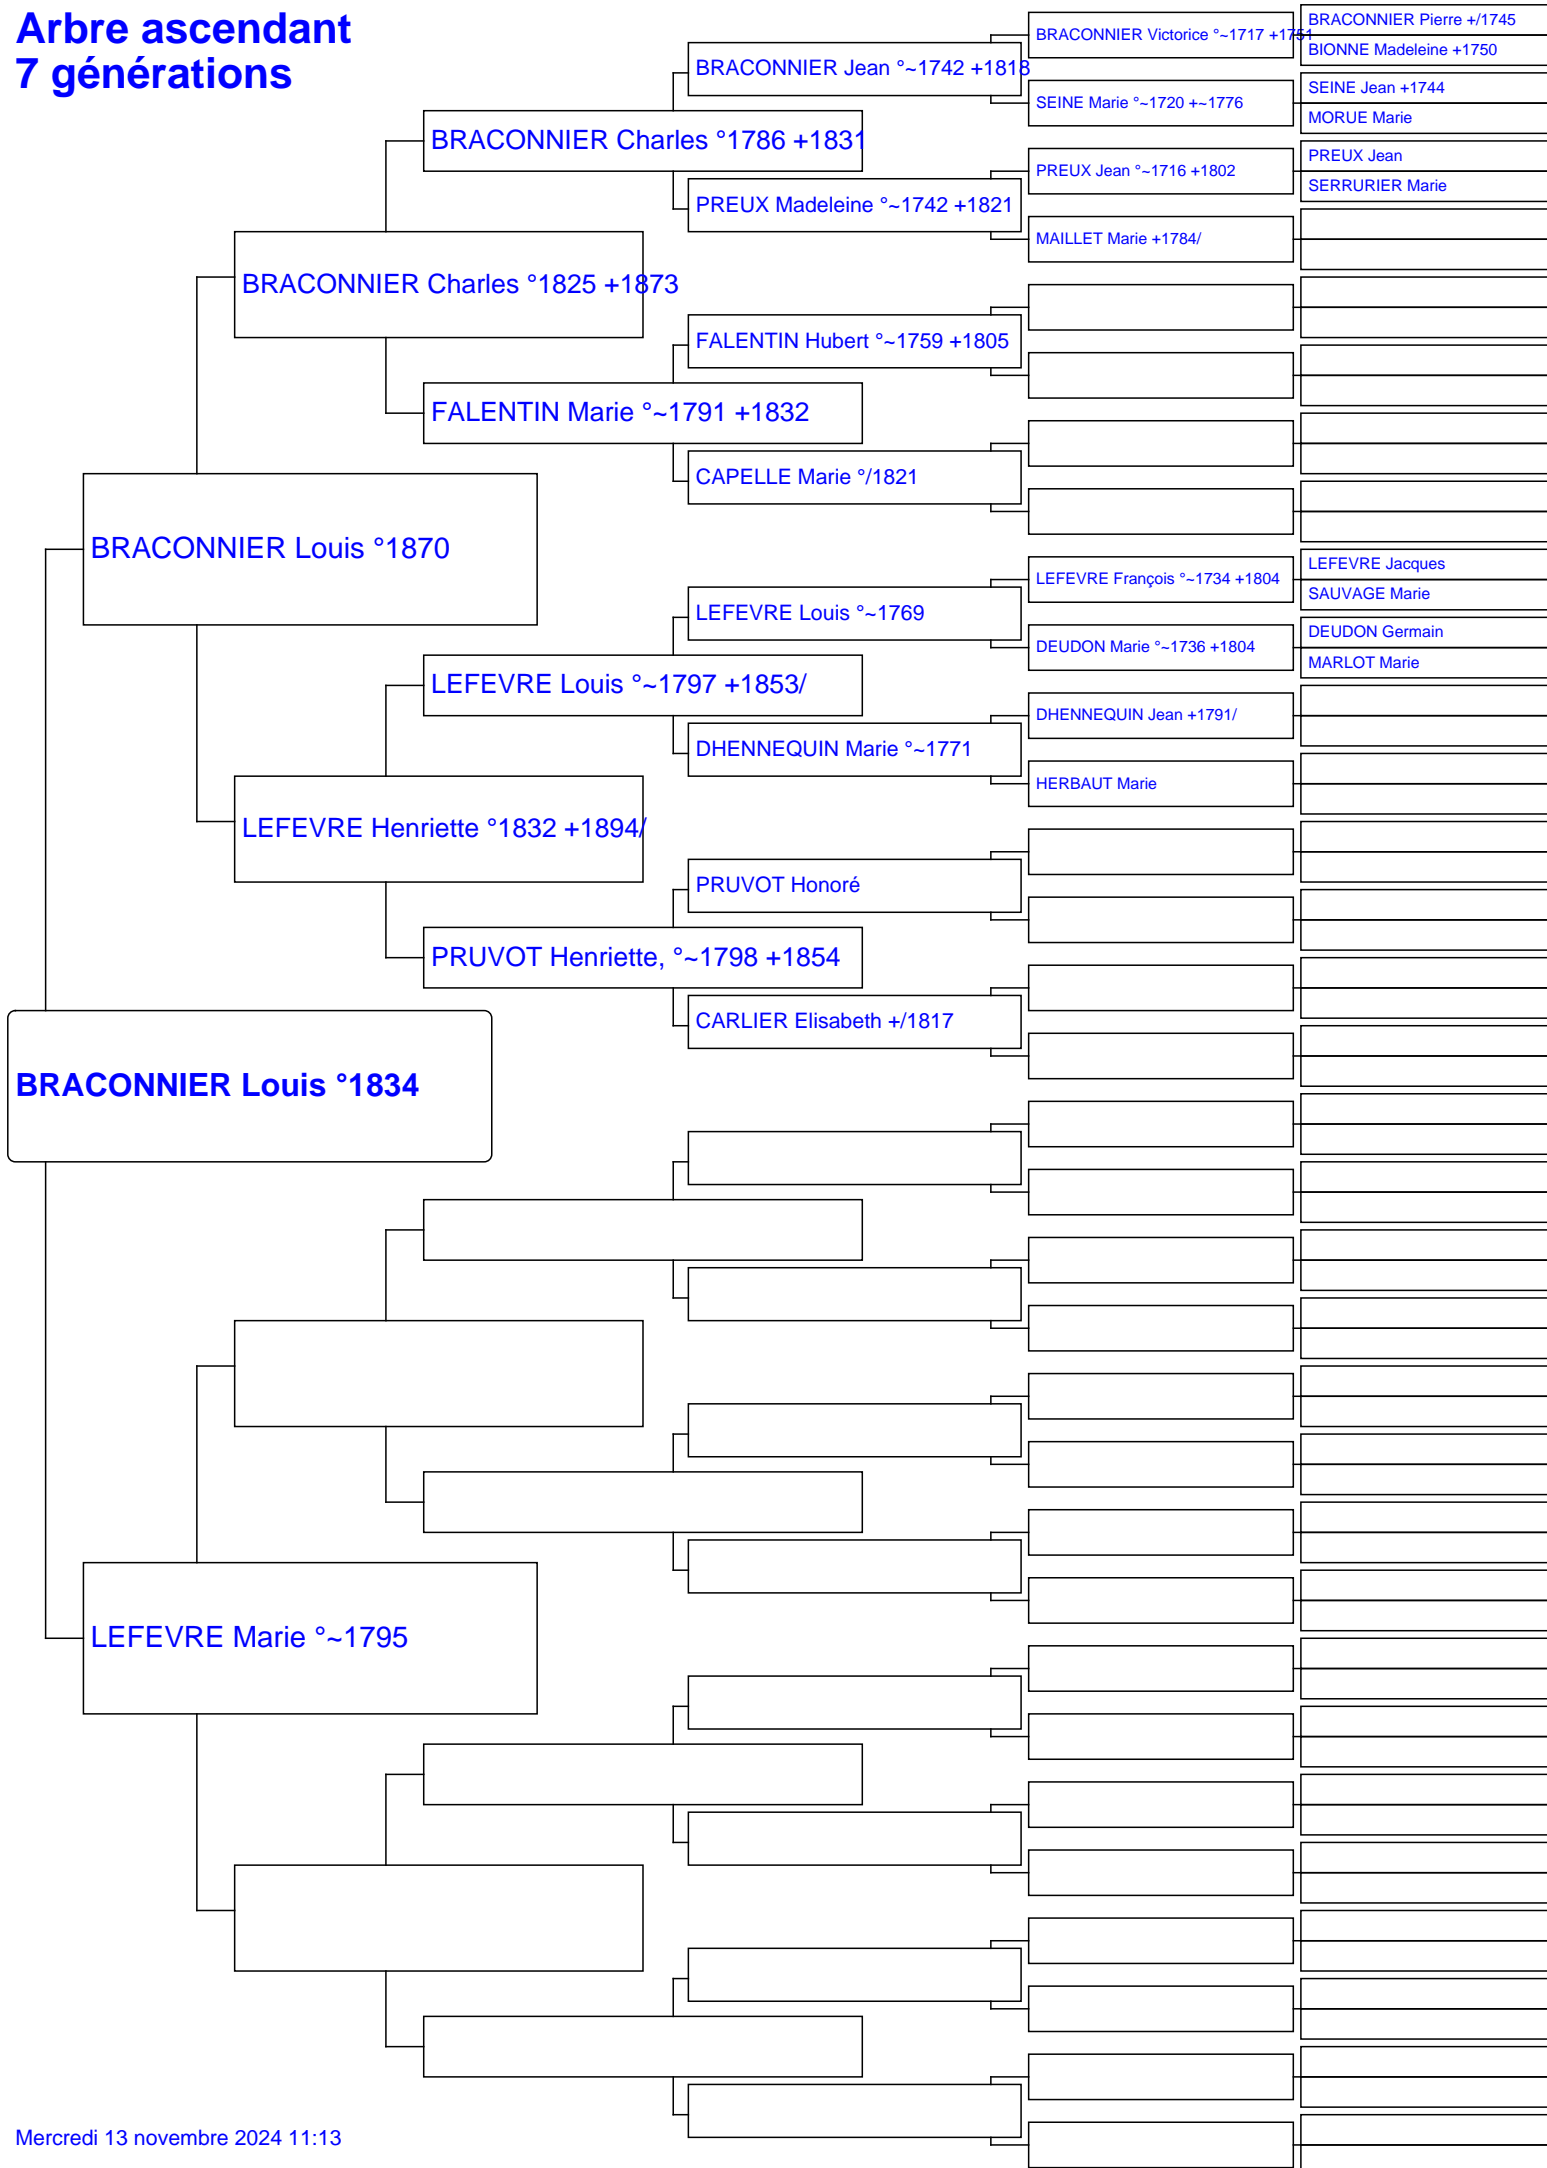 Arbre ascendant
7 générations
BRACONNIER Victorice °~1717 +1751
BRACONNIER Pierre +/1745
BIONNE Madeleine +1750
BRACONNIER Jean °~1742 +1818
SEINE Marie °~1720 +~1776
SEINE Jean +1744
MORUE Marie
BRACONNIER Charles °1786 +1831
PREUX Jean °~1716 +1802
PREUX Jean
SERRURIER Marie
PREUX Madeleine °~1742 +1821
MAILLET Marie +1784/
BRACONNIER Charles °1825 +1873
FALENTIN Hubert °~1759 +1805
FALENTIN Marie °~1791 +1832
CAPELLE Marie °/1821
BRACONNIER Louis °1870
LEFEVRE François °~1734 +1804
LEFEVRE Jacques
SAUVAGE Marie
LEFEVRE Louis °~1769
DEUDON Marie °~1736 +1804
DEUDON Germain
MARLOT Marie
LEFEVRE Louis °~1797 +1853/
DHENNEQUIN Jean +1791/
DHENNEQUIN Marie °~1771
HERBAUT Marie
LEFEVRE Henriette °1832 +1894/
PRUVOT Honoré
PRUVOT Henriette, °~1798 +1854
CARLIER Elisabeth +/1817
BRACONNIER Louis °1834
LEFEVRE Marie °~1795
Mercredi 13 novembre 2024 11:13